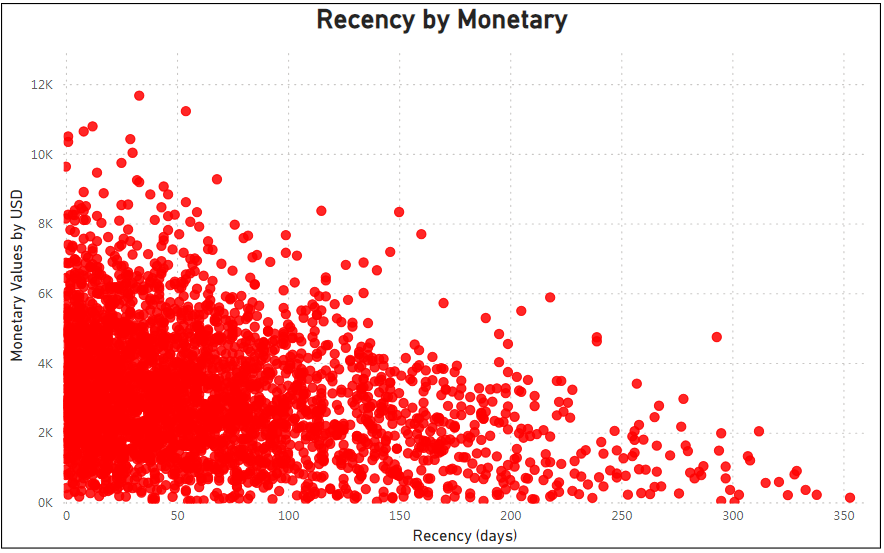 Recency by Monetary
12K
10K
8K
6K
4K
2K
0K
Monetary Values by USD
0
50
100
150
200
250
300
350
Recency (days)